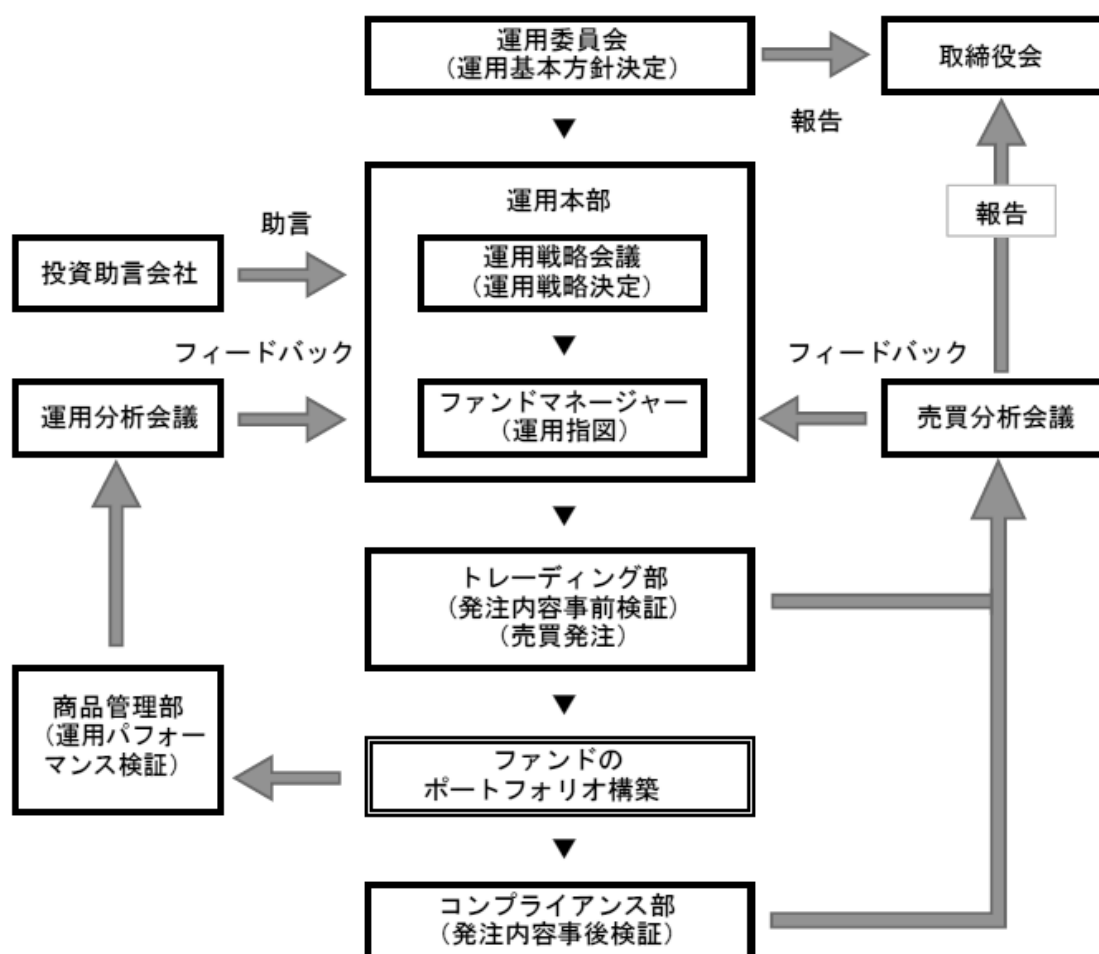 運用委員会
（運用基本方針決定）
取締役会
報告
運用本部
報告
助言
投資助言会社
運用戦略会議
（運用戦略決定）
フィードバック
フィードバック
運用分析会議
ファンドマネージャー
（運用指図）
売買分析会議
トレーディング部
（発注内容事前検証）
（売買発注）
商品管理部
（運用パフォー
マンス検証）
ファンドの
ポートフォリオ構築
コンプライアンス部
（発注内容事後検証）